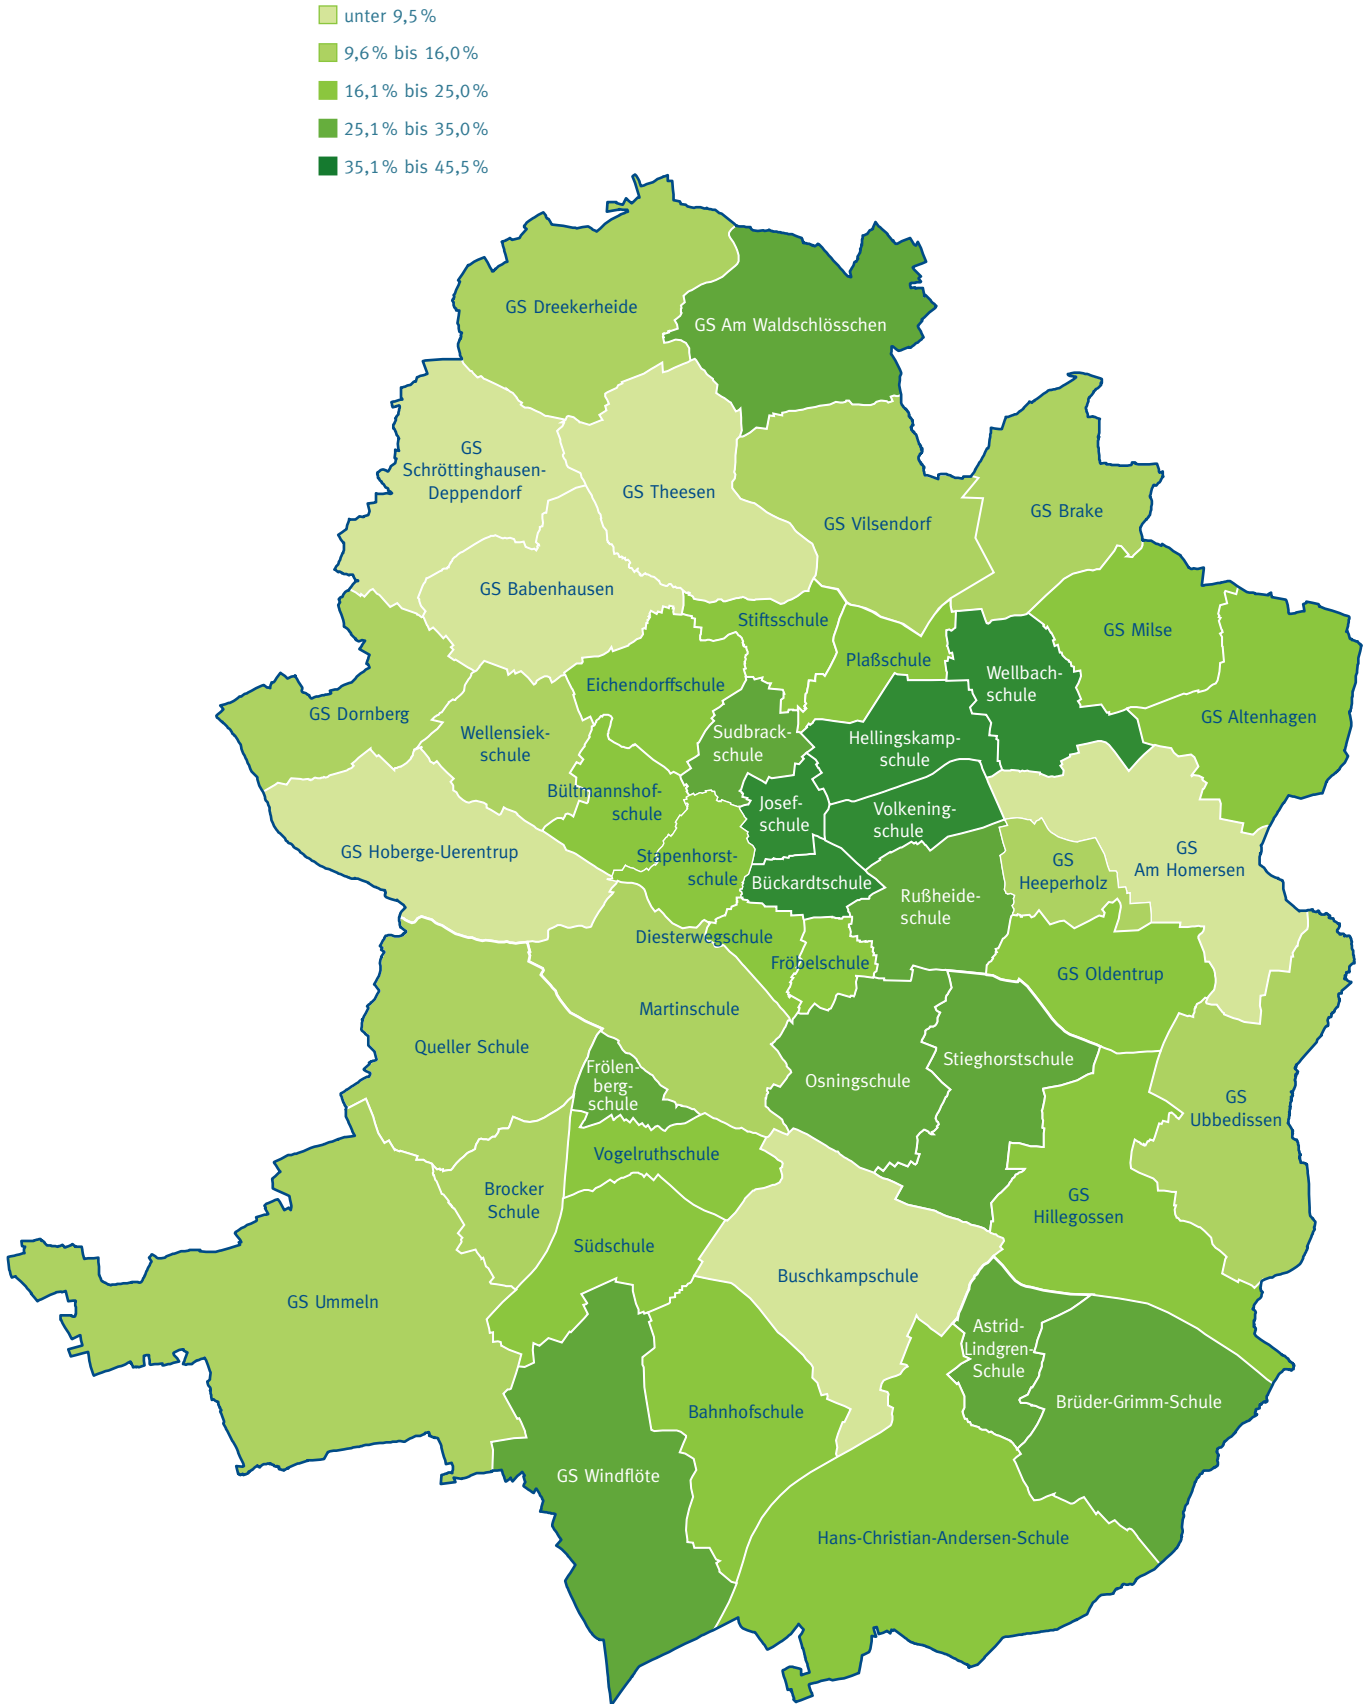 unter 9,5 %
9,6 % bis 16,0 %
16,1 % bis 25,0 %
25,1 % bis 35,0 %
35,1 % bis 45,5 %
GS Dreekerheide
GS Am Waldschlösschen
GS
Schröttinghausen-
Deppendorf
GS Theesen
GS Vilsendorf
GS Brake
GS Babenhausen
Stiftsschule
GS Milse
Plaßschule
Wellbach-
schule
Eichendorffschule
GS Dornberg
GS Altenhagen
Wellensiek-
schule
Sudbrack-
schule
Hellingskamp-
schule
Bültmannshof-
schule
Josef-
schule
Volkening-
schule
GS Hoberge-Uerentrup
Stapenhorst-
schule
GS
Heeperholz
GS
Am Homersen
Bückardtschule
Rußheide-
schule
Diesterwegschule
Fröbelschule
GS Oldentrup
Martinschule
Queller Schule
Frölen-
berg-
schule
Osningschule
Stieghorstschule
GS
Ubbedissen
Vogelruthschule
Brocker
Schule
GS
Hillegossen
Südschule
Buschkampschule
GS Ummeln
Astrid-
Lindgren-
Schule
Brüder-Grimm-Schule
Bahnhofschule
GS Windflöte
Hans-Christian-Andersen-Schule